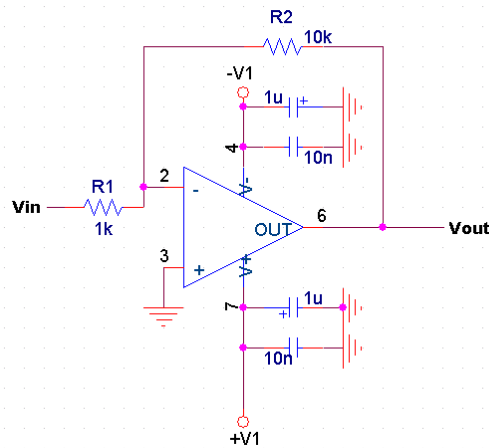 R2
10k
-V1
1u
+
4
10n
2
-
V-
R1
Vin
1k
6
OUT
Vout
3
+
V+
7
1u
+
10n
+V1